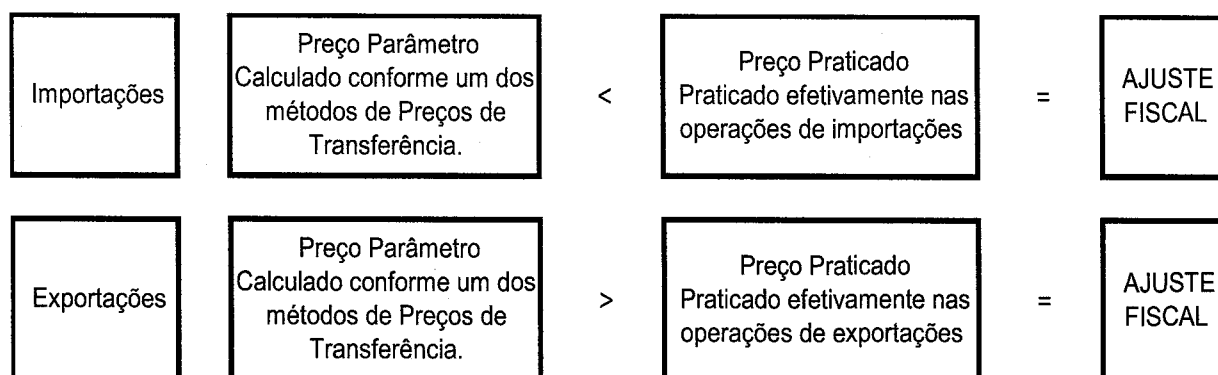 Importações
Preço Parâmetro
Calculado conforme um dos
métodos de Preços de
Transferência.
<
Preço Praticado
Praticado efetivamente nas
operações de importações
=
AJUSTE
FISCAL
Exportações
Preço Parâmetro
Calculado conforme um dos
métodos de Preços de
Transferência.
>
Preço Praticado
Praticado efetivamente nas
operações de exportações
=
AJUSTE
FISCAL